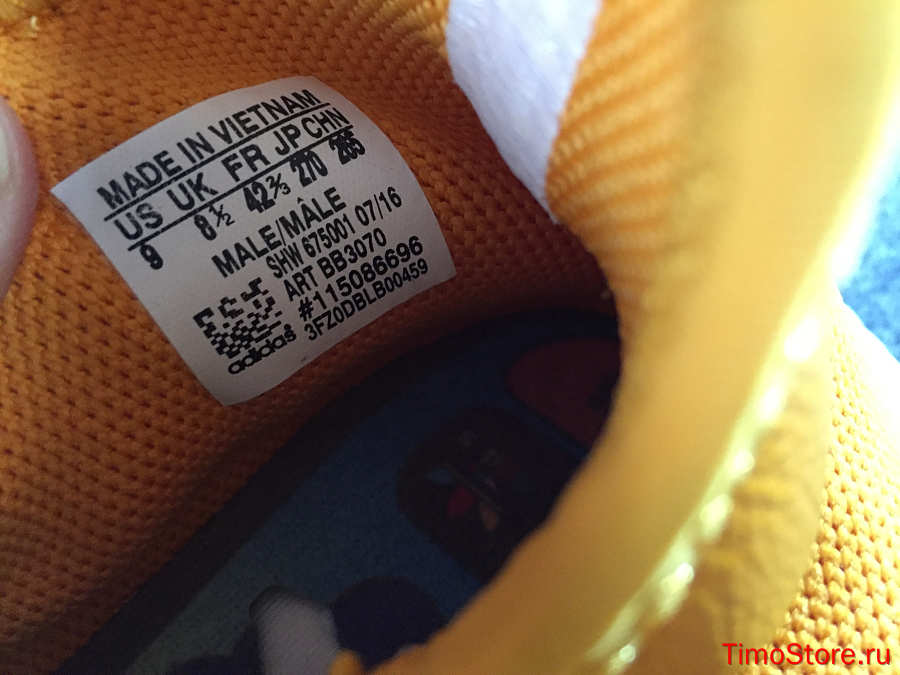 MADE IN VIETNAM
US UK FR JP CHN
9 8½ 42⅔ 270 265
MALE/MÂLE
SHW 675001 07/16
ART BB3070
#115086696
3FZ0DBLB00459
adidas
TimoStore.ru